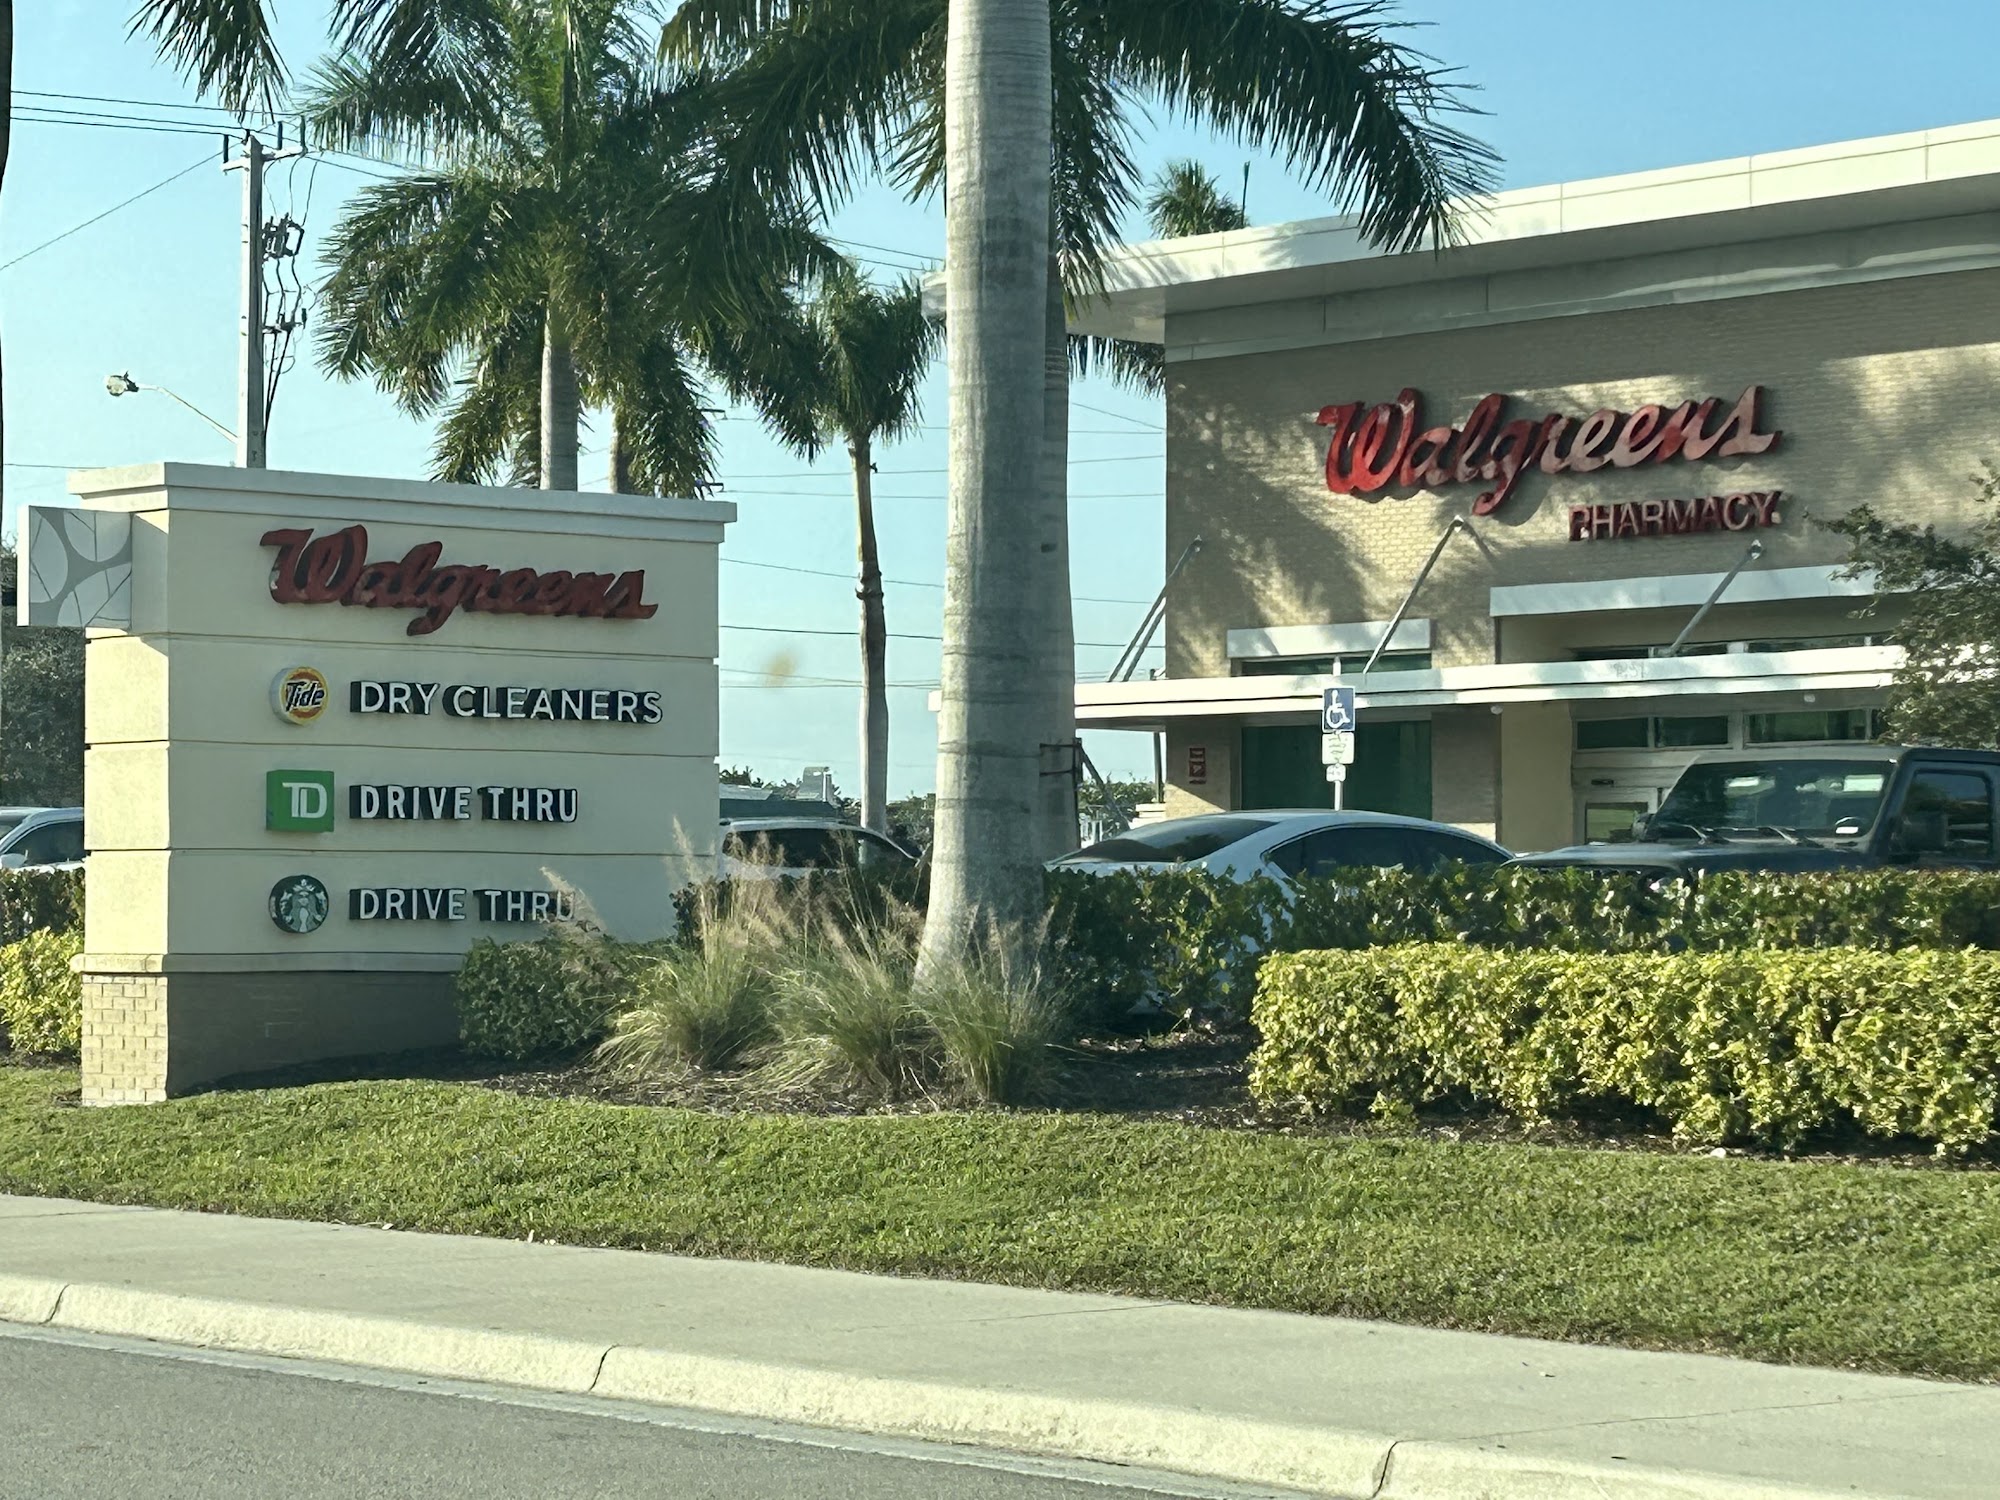 Walgreens
Tide DRY CLEANERS
TD DRIVE THRU
DRIVE THRU
Walgreens
PHARMACY